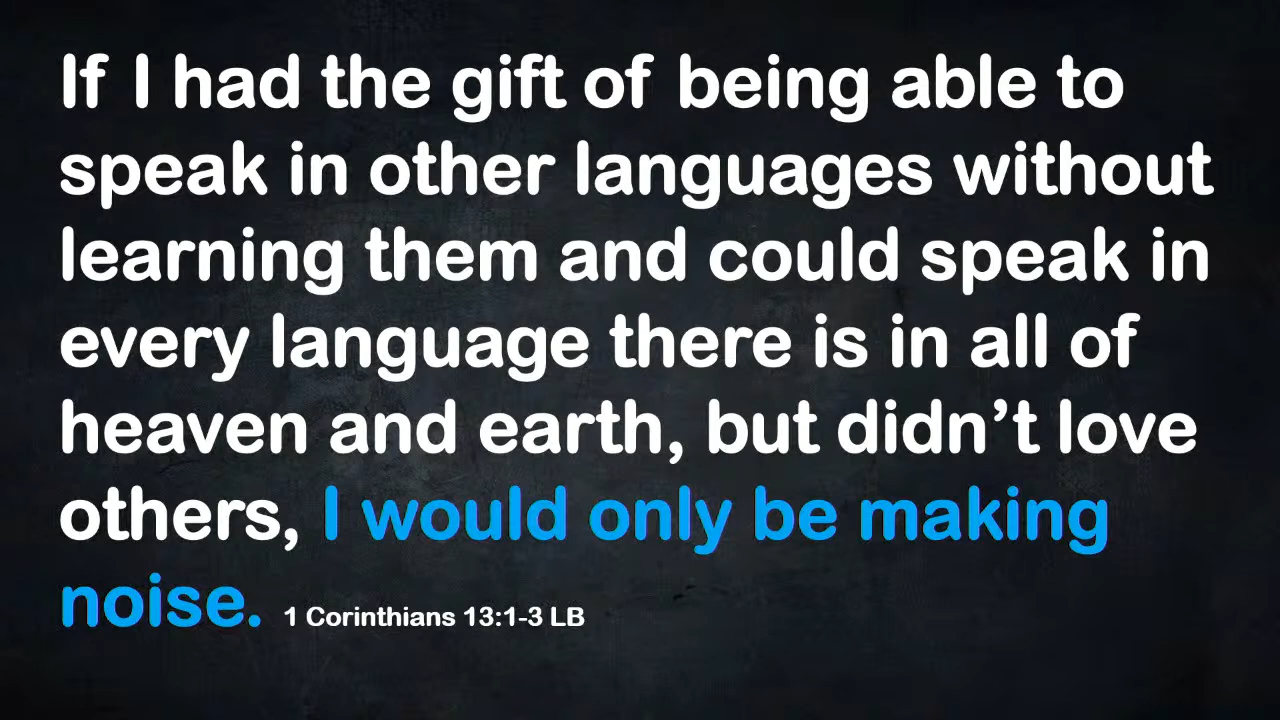 If I had the gift of being able to
speak in other languages without
learning them and could speak in
every language there is in all of
heaven and earth, but didn’t love
others, I would only be making
noise. 1 Corinthians 13:1-3 LB